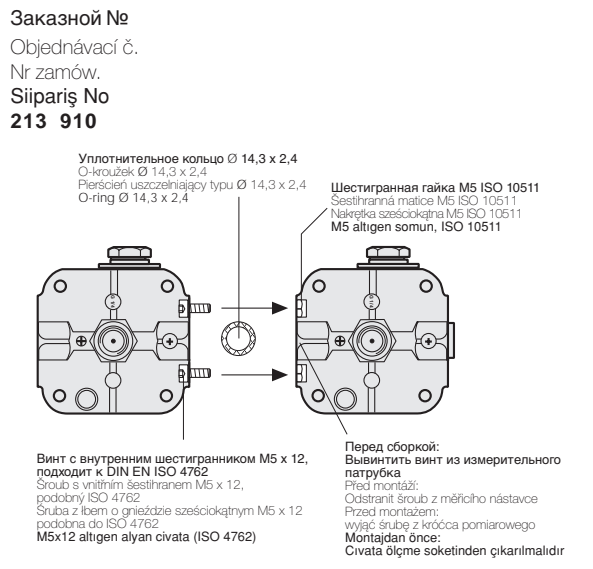 Заказной №
Objednávací č.
Nr zamów.
Siipariş No
213 910
Уплотнительное кольцо Ø 14,3 x 2,4
O-kroužek Ø 14,3 x 2,4
Pierścień uszczelniający typu Ø 14,3 x 2,4
O-ring Ø 14,3 x 2,4
Шестигранная гайка M5 ISO 10511
Šestihranná matice M5 ISO 10511
Nakrętka sześciokątna M5 ISO 10511
M5 altıgen somun, ISO 10511
Винт с внутренним шестигранником M5 x 12,
подходит к DIN EN ISO 4762
Šroub s vnitřním šestihranem M5 x 12,
podobný ISO 4762
Śruba z łbem o gnieździe sześciokątnym M5 x 12
podobna do ISO 4762
M5x12 altıgen alyan civata (ISO 4762)
Перед сборкой:
Вывинтить винт из измерительного
патрубка
Před montáží:
Odstranit šroub z měřicího nástavce
Przed montażem:
wyjąć śrubę z króćca pomiarowego
Montajdan önce:
Cıvata ölçme soketinden çıkarılmalıdır